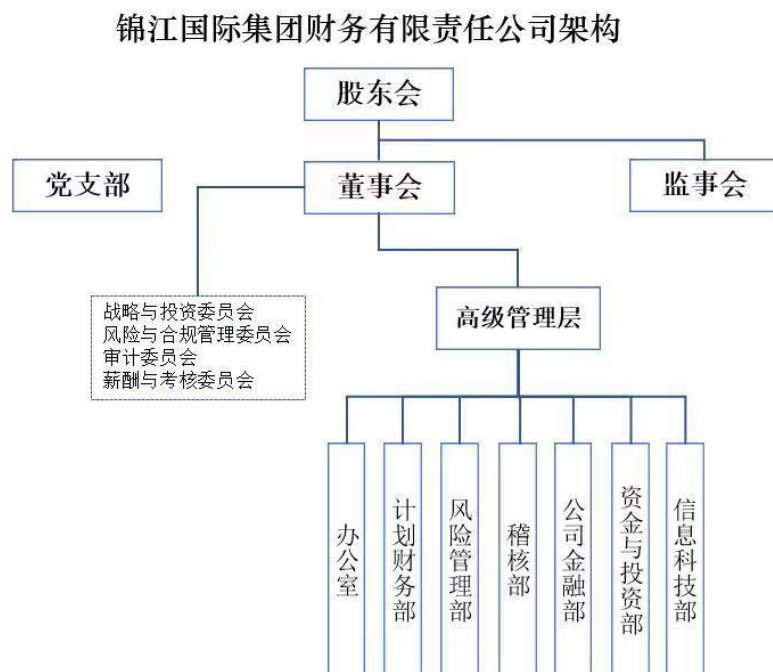 锦江国际集团财务有限责任公司架构
股东会
党支部
董事会
监事会
战略与投资委员会
风险与合规管理委员会
审计委员会
薪酬与考核委员会
高级管理层
办公室
计划财务部
风险管理部
稽核部
公司金融部
资金与投资部
信息科技部